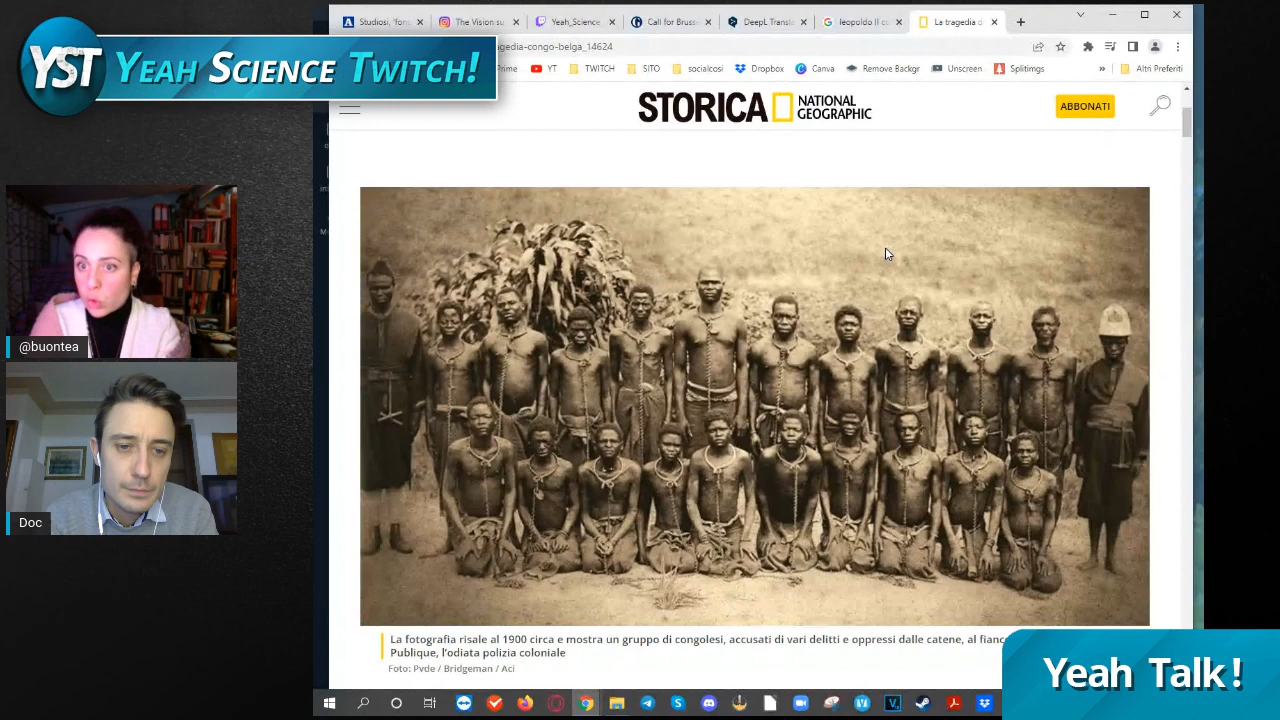 YST YEAH SCIENCE TWITCH!
Studiosi, 'fon
The Vision su
Yeah_Science
Call for Bruss
DeepL Transla
leopoldo II co
La tragedia d
agedia-congo-belga_14624
Prime
YT
TWITCH
SITO
socialcosi
Dropbox
Canva
Remove Backgr
Unscreen
Splitimgs
»
Altri Preferiti
STORICA NATIONAL GEOGRAPHIC
ABBONATI
@buontea
Doc
La fotografia risale al 1900 circa e mostra un gruppo di congolesi, accusati di vari delitti e oppressi dalle catene, al fianc
Publique, l'odiata polizia coloniale
Foto: Pvde / Bridgeman / Aci
Yeah Talk!